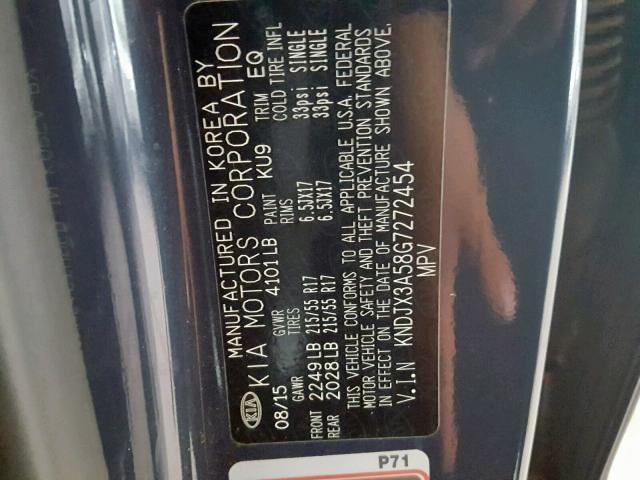 MANUFACTURED IN KOREA BY
KIA KIA MOTORS CORPORATION
08/15 GVWR 4101LB PAINT KU9 TRIM EQ
GAWR TIRES RIMS COLD TIRE INFL
FRONT 2249LB 215/55 R17 6.5JX17 33psi SINGLE
REAR 2028LB 215/55 R17 6.5JX17 33psi SINGLE
THIS VEHICLE CONFORMS TO ALL APPLICABLE U.S.A. FEDERAL
MOTOR VEHICLE SAFETY AND THEFT PREVENTION STANDARDS
IN EFFECT ON THE DATE OF MANUFACTURE SHOWN ABOVE.
V.I.N KNDJX3A58G7272454
MPV
P71